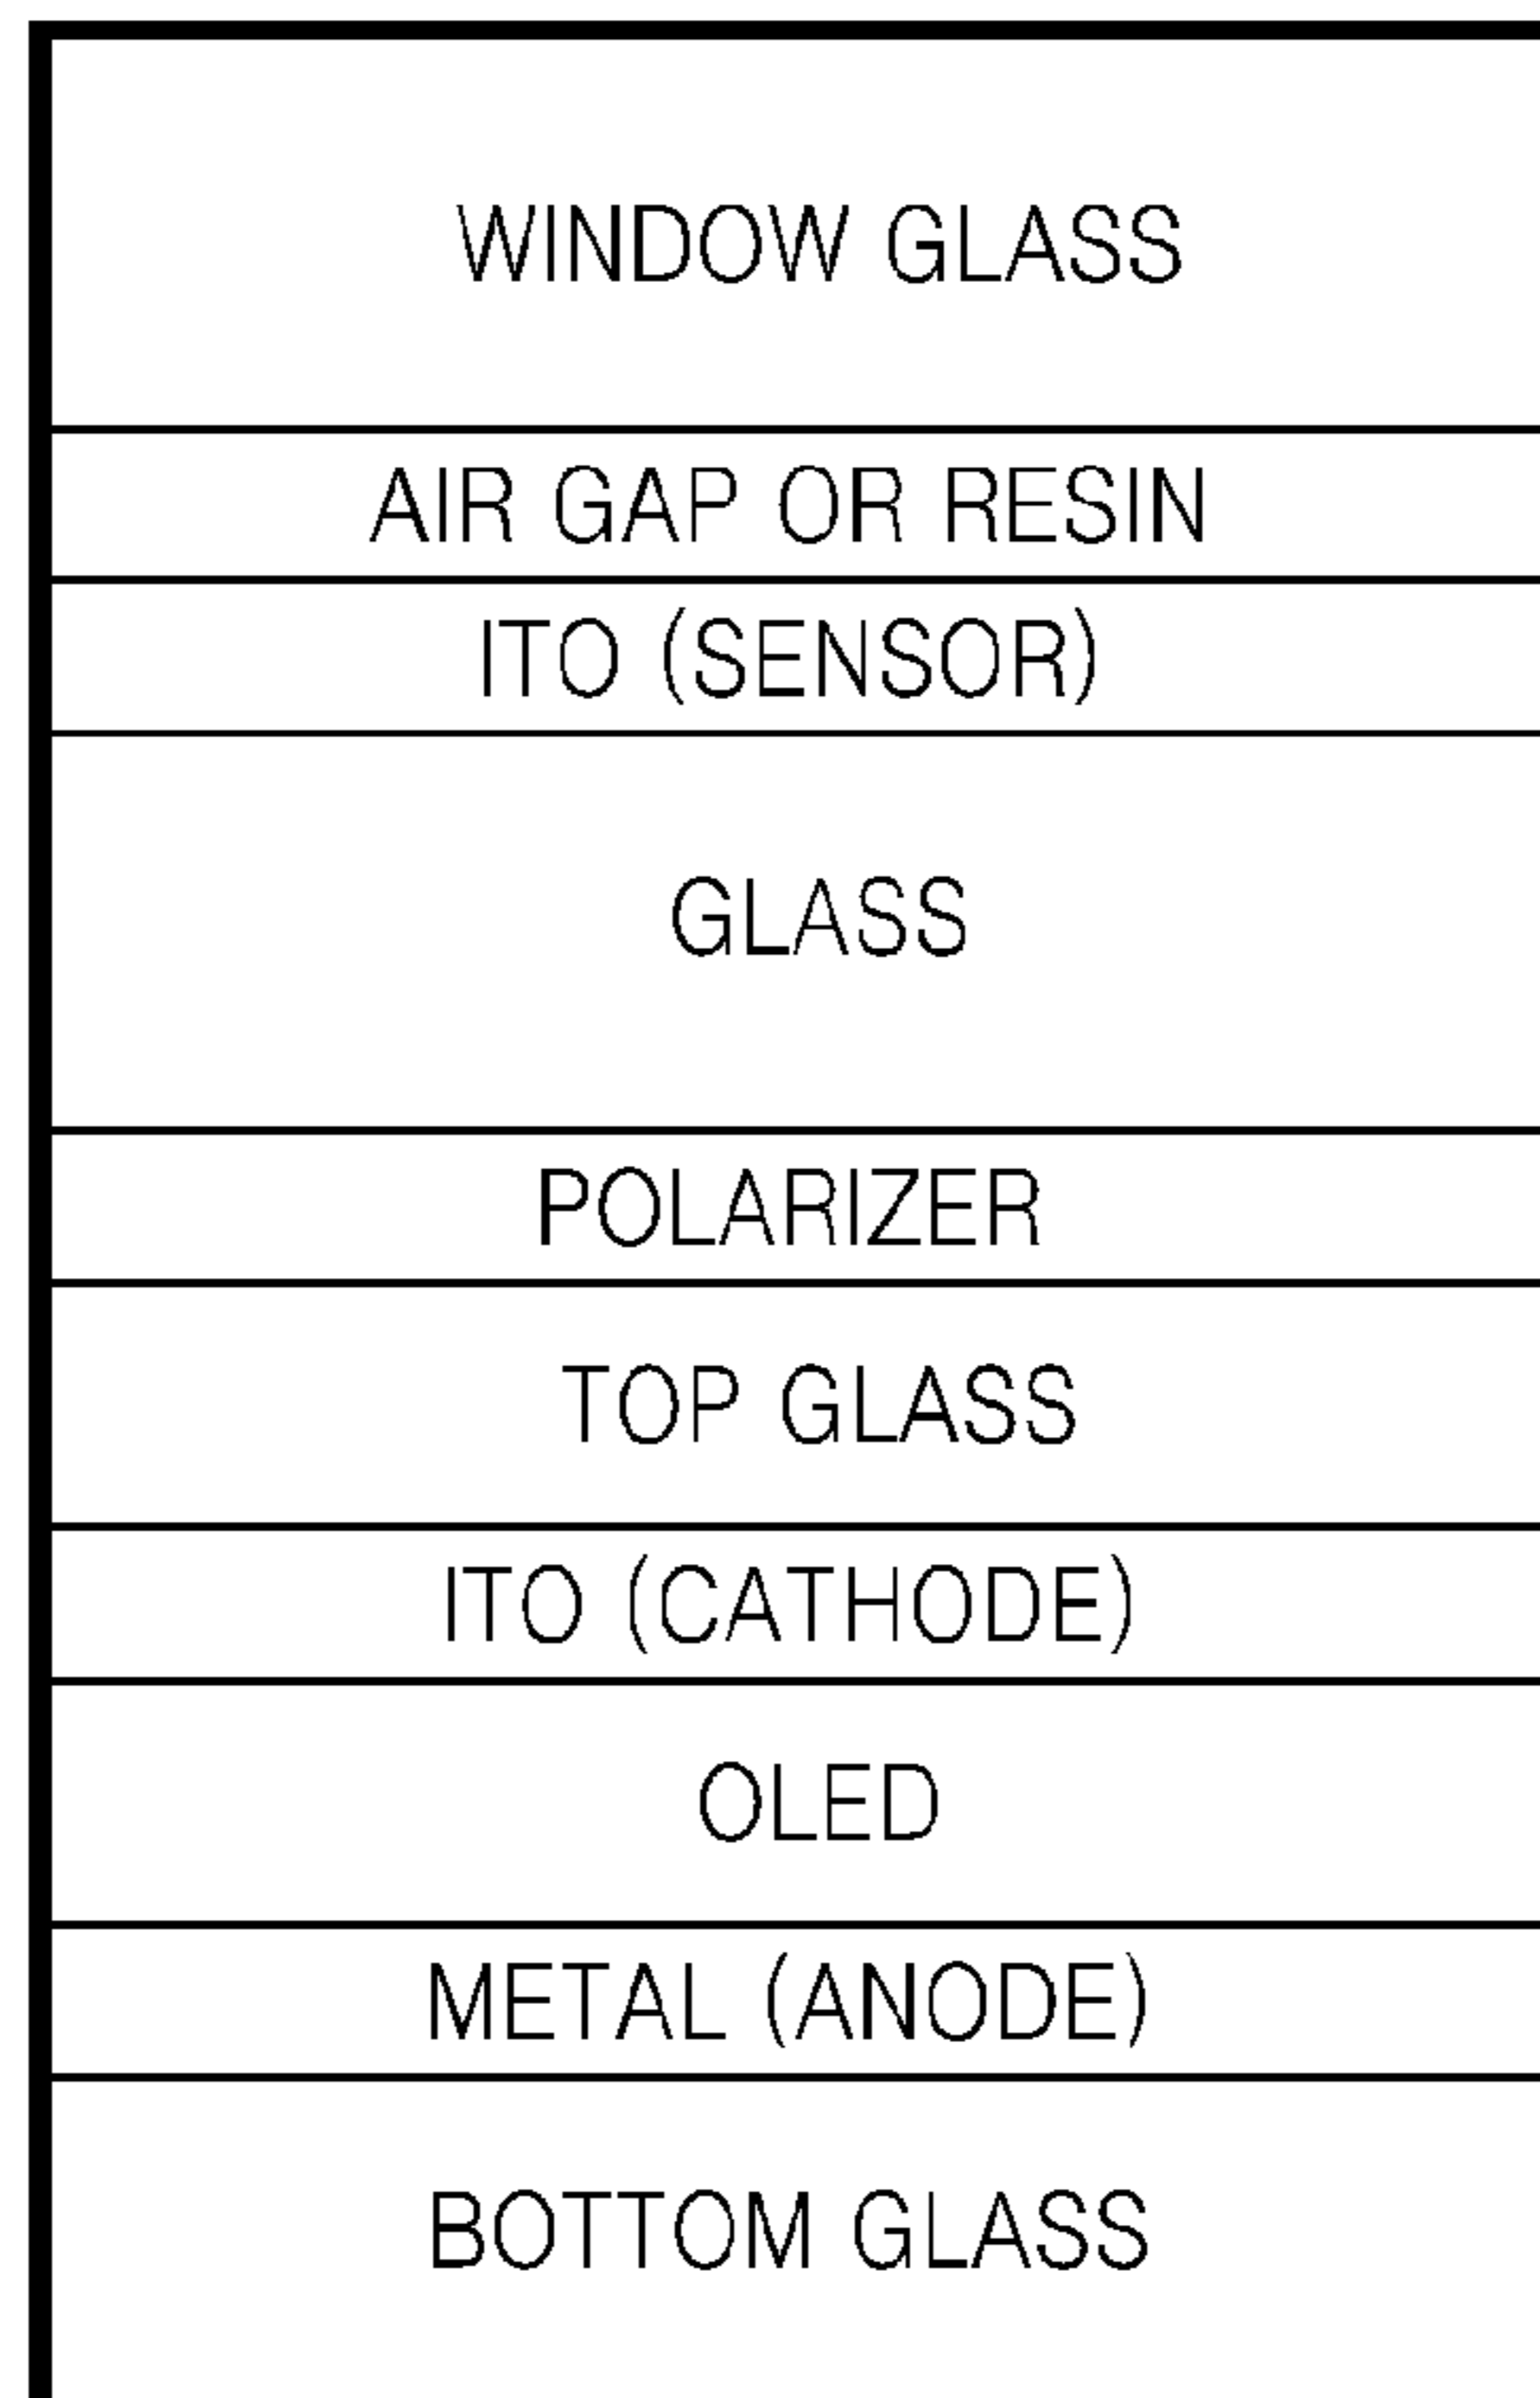 WINDOW GLASS
AIR GAP OR RESIN
ITO (SENSOR)
GLASS
POLARIZER
TOP GLASS
ITO (CATHODE)
OLED
METAL (ANODE)
BOTTOM GLASS